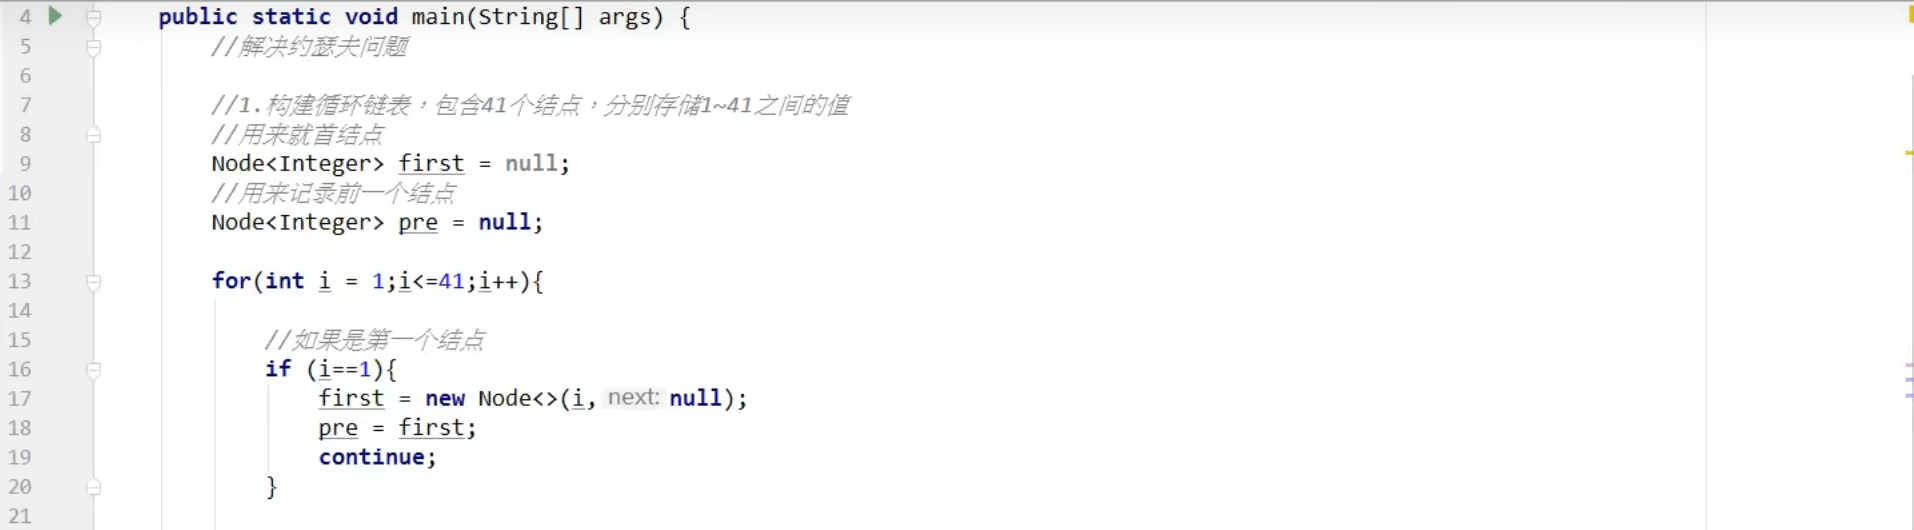 4 public static void main(String[] args) {
5 //解决约瑟夫问题
6
7 //1.构建循环链表，包含41个结点，分别存储1~41之间的值
8 //用来就首结点
9 Node<Integer> first = null;
10 //用来记录前一个结点
11 Node<Integer> pre = null;
12
13 for(int i = 1;i<=41;i++){
14
15 //如果是第一个结点
16 if (i==1){
17 first = new Node<>(i, next: null);
18 pre = first;
19 continue;
20 }
21